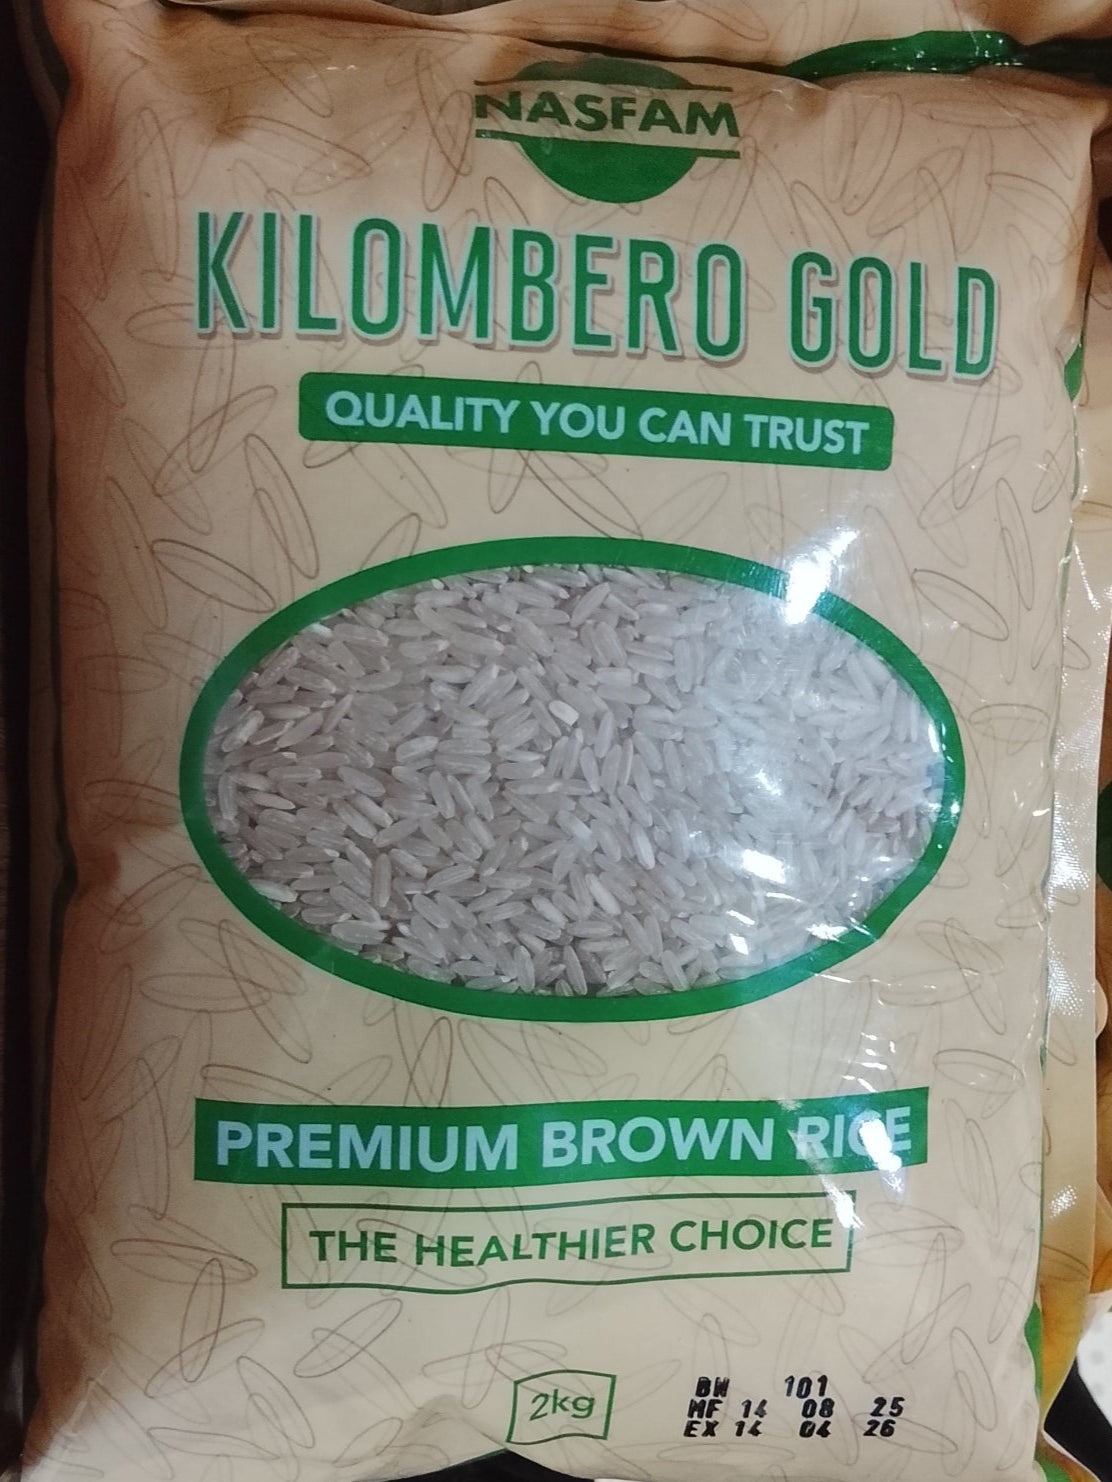 NASFAM
KILOMBERO GOLD
QUALITY YOU CAN TRUST
PREMIUM BROWN RICE
THE HEALTHIER CHOICE
2kg
BW 101
MF 14 08 25
EX 14 04 26